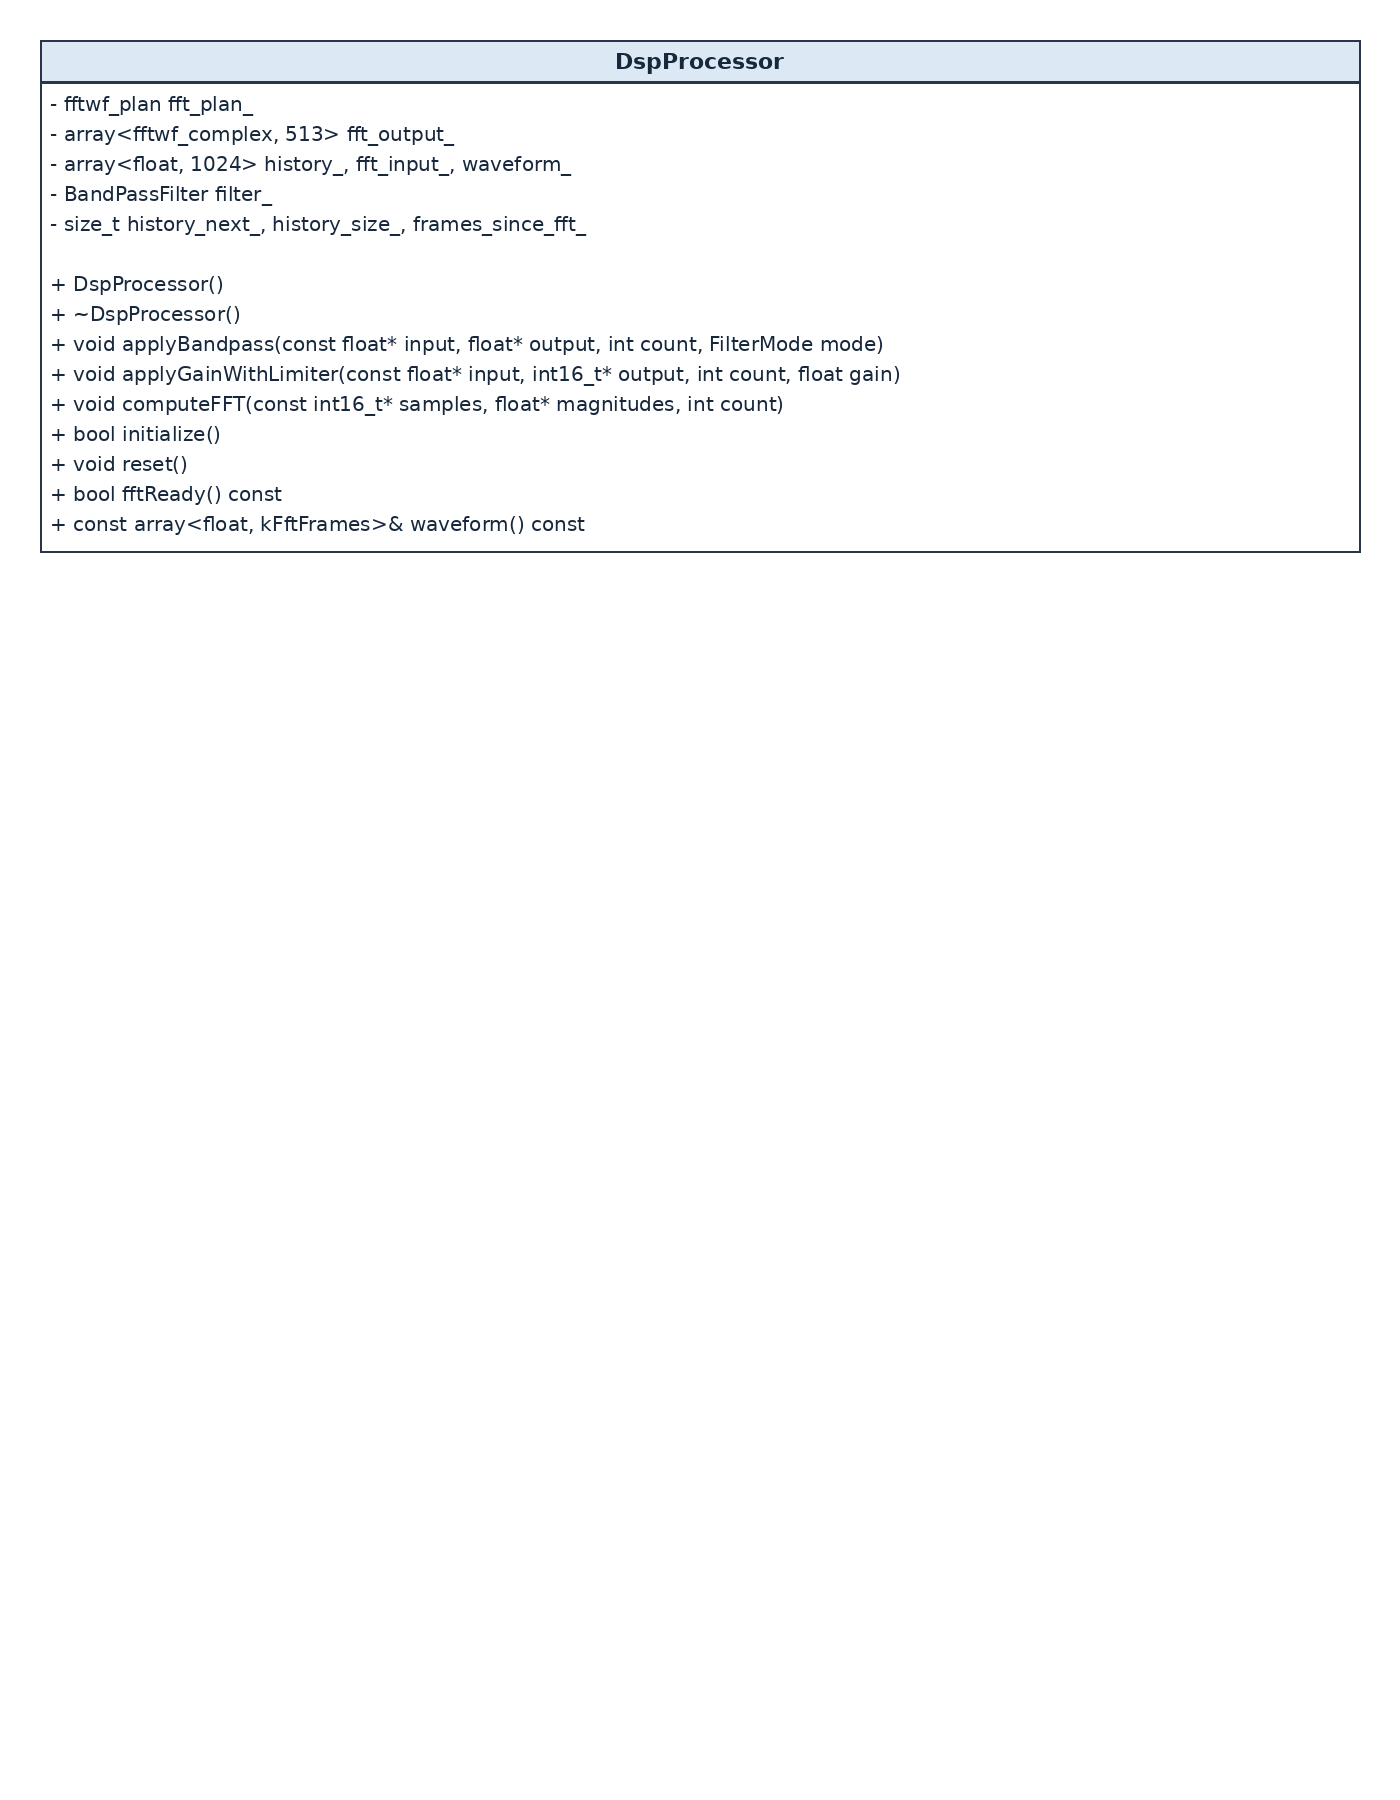 DspProcessor
- fftwf_plan fft_plan_
- array<fftwf_complex, 513> fft_output_
- array<float, 1024> history_, fft_input_, waveform_
- BandPassFilter filter_
- size_t history_next_, history_size_, frames_since_fft_
+ DspProcessor()
+ ~DspProcessor()
+ void applyBandpass(const float* input, float* output, int count, FilterMode mode)
+ void applyGainWithLimiter(const float* input, int16_t* output, int count, float gain)
+ void computeFFT(const int16_t* samples, float* magnitudes, int count)
+ bool initialize()
+ void reset()
+ bool fftReady() const
+ const array<float, kFftFrames>& waveform() const